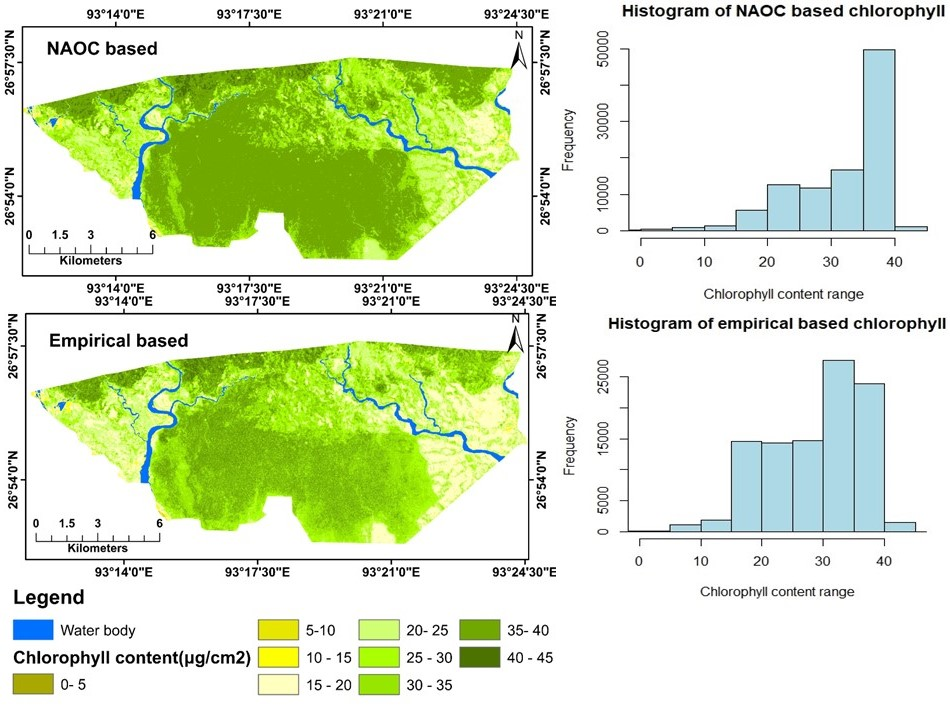 93°14'0"E 93°17'30"E 93°21'0"E 93°24'30"E
NAOC based
N
26°57'30"N
26°54'0"N
26°57'30"N
26°54'0"N
0 1.5 3 6
Kilometers
93°14'0"E 93°17'30"E 93°21'0"E 93°24'30"E
Histogram of NAOC based chlorophyll
Frequency
0 10000 30000 50000
0 10 20 30 40
Chlorophyll content range
93°14'0"E 93°17'30"E 93°21'0"E 93°24'30"E
Empirical based
N
26°57'30"N
26°54'0"N
26°57'30"N
26°54'0"N
0 1.5 3 6
Kilometers
93°14'0"E 93°17'30"E 93°21'0"E 93°24'30"E
Histogram of empirical based chlorophyll
Frequency
0 5000 15000 25000
0 10 20 30 40
Chlorophyll content range
Legend
Water body
Chlorophyll content(µg/cm2)
0- 5
5-10
10 - 15
15 - 20
20- 25
25 - 30
30 - 35
35- 40
40 - 45